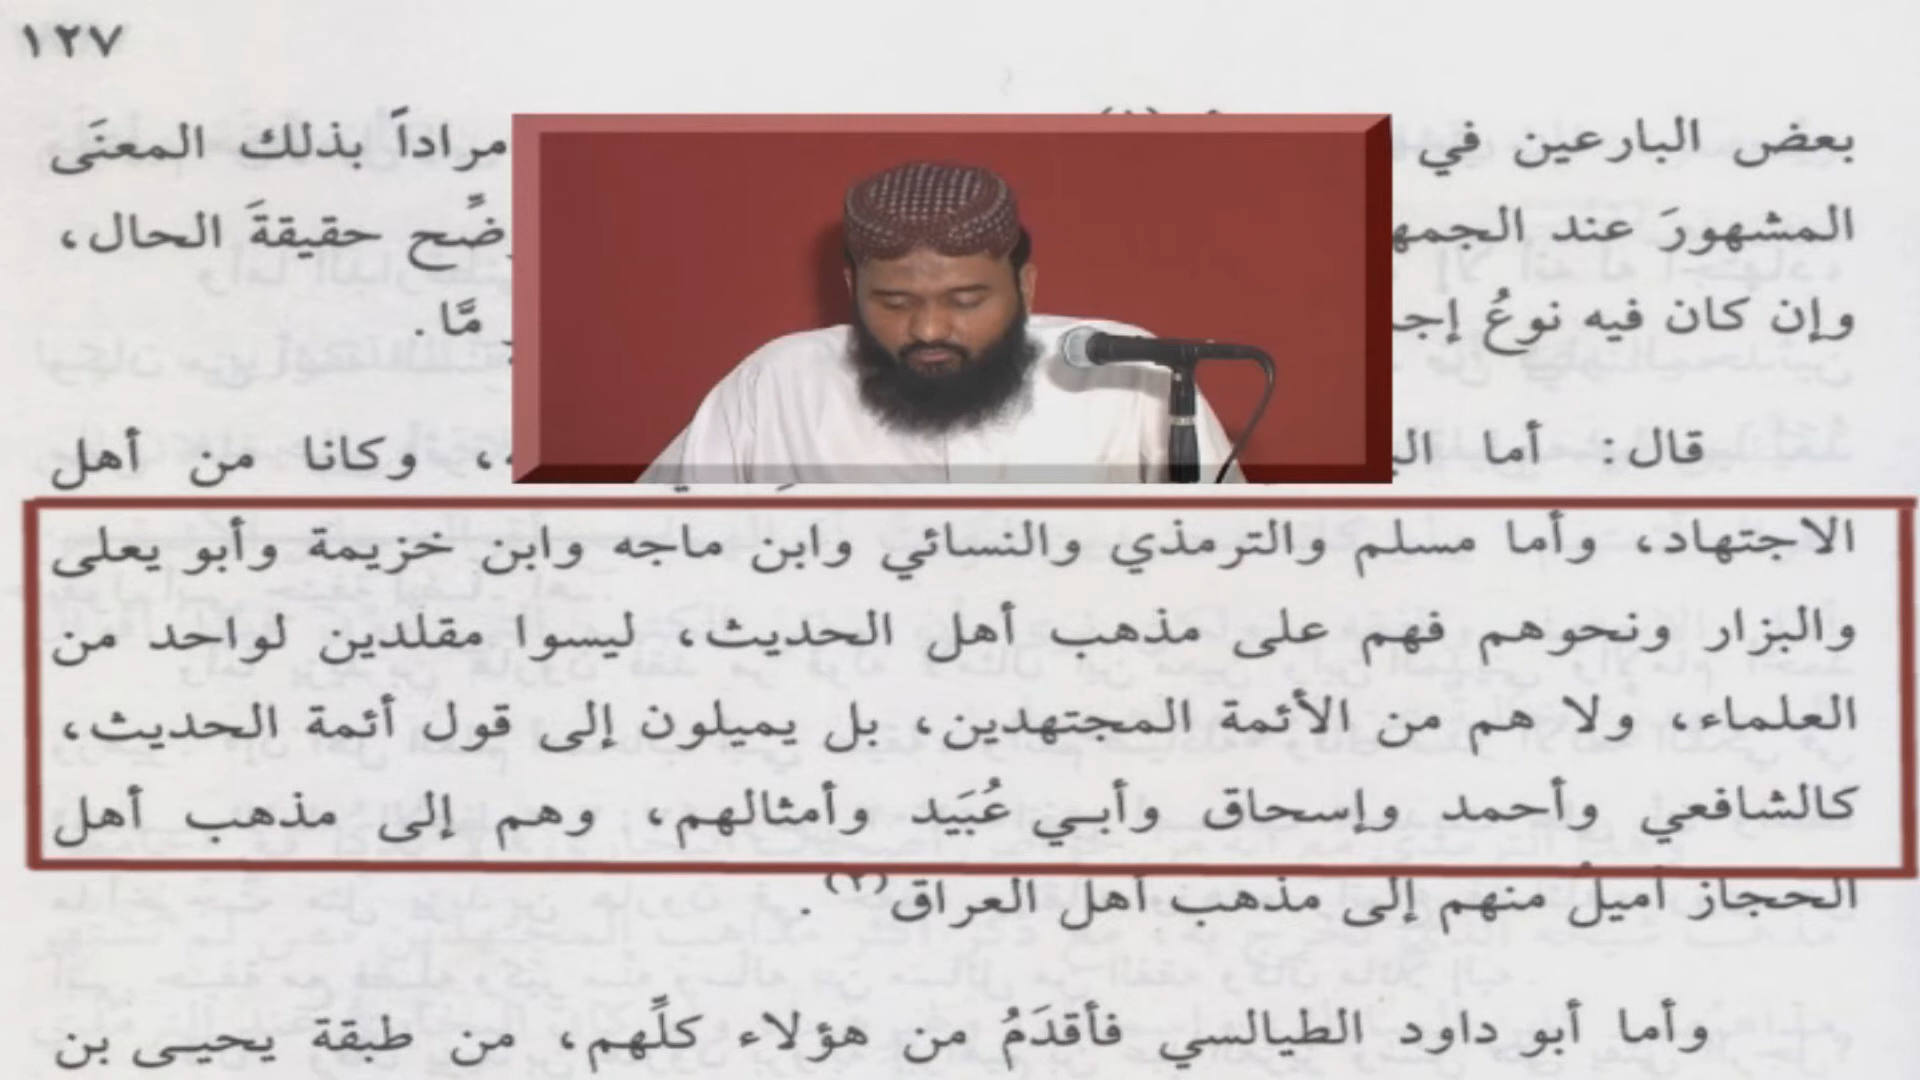 ١٢٧
بعض البارعين في مراداً بذلك المعنَى
المشهورَ عند حقيقةَ الحال،
وإن كان فيه نوعُ مَّا.
قال: أما وكانا من أهل
الاجتهاد، وأما مسلم والترمذي والنسائي وابن ماجه وابن خزيمة وأبو يعلى
والبزار ونحوهم فهم على مذهب أهل الحديث، ليسوا مقلدين لواحد من
العلماء، ولا هم من الأئمة المجتهدين، بل يميلون إلى قول أئمة الحديث،
كالشافعي وأحمد وإسحاق وأبي عُبَيد وأمثالهم، وهم إلى مذهب أهل
الحجاز أميلُ منهم إلى مذهب أهل العراق(٢).
وأما أبو داود الطيالسي فأقدَمُ من هؤلاء كلِّهم، من طبقة يحيى بن